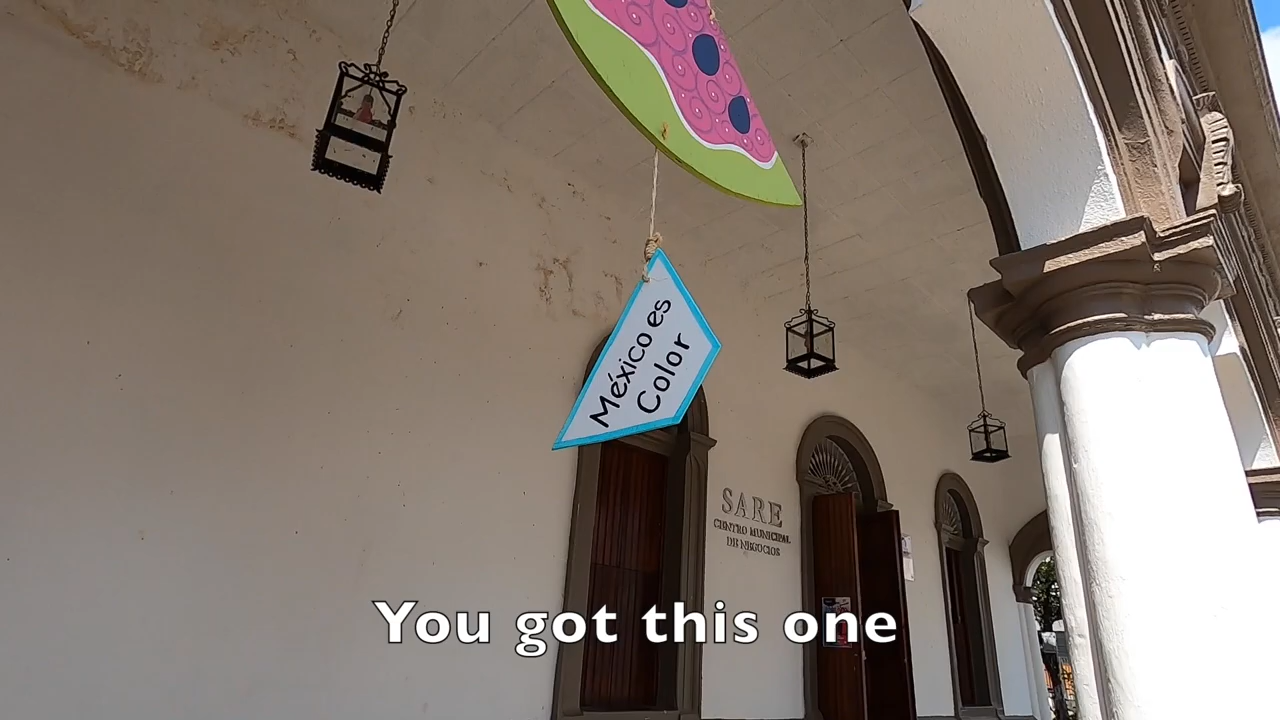 México es
Color
SARE
CENTRO MUNICIPAL
DE NEGOCIOS
You got this one